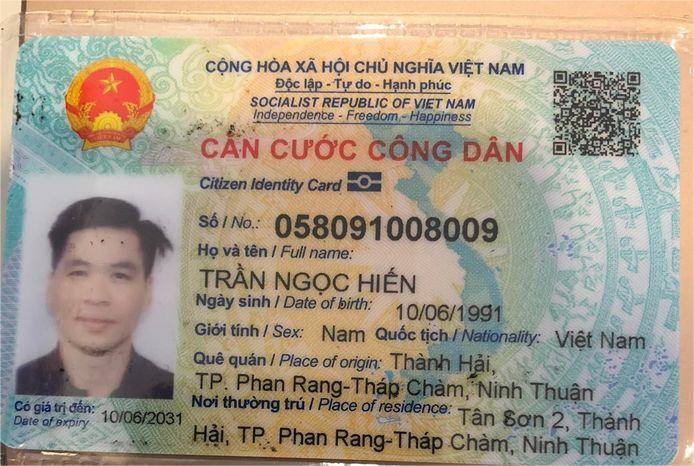 CỘNG HÒA XÃ HỘI CHỦ NGHĨA VIỆT NAM
Độc lập - Tự do - Hạnh phúc
SOCIALIST REPUBLIC OF VIET NAM
Independence - Freedom - Happiness
CĂN CƯỚC CÔNG DÂN
Citizen Identity Card
Số / No.: 058091008009
Họ và tên / Full name:
TRẦN NGỌC HIẾN
Ngày sinh / Date of birth: 10/06/1991
Giới tính / Sex: Nam Quốc tịch / Nationality: Việt Nam
Quê quán / Place of origin: Thành Hải,
TP. Phan Rang-Tháp Chàm, Ninh Thuận
Nơi thường trú / Place of residence: Tân Sơn 2, Thành
Hải, TP. Phan Rang-Tháp Chàm, Ninh Thuận
Có giá trị đến: 10/06/2031
Date of expiry